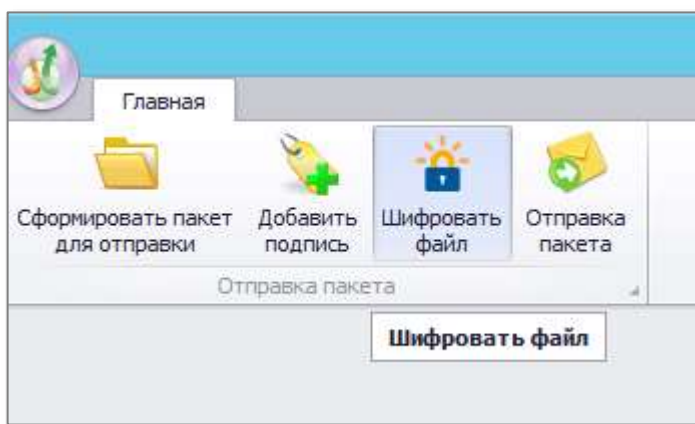 Главная
Сформировать пакет
для отправки
Добавить
подпись
Шифровать
файл
Отправка
пакета
Отправка пакета
Шифровать файл